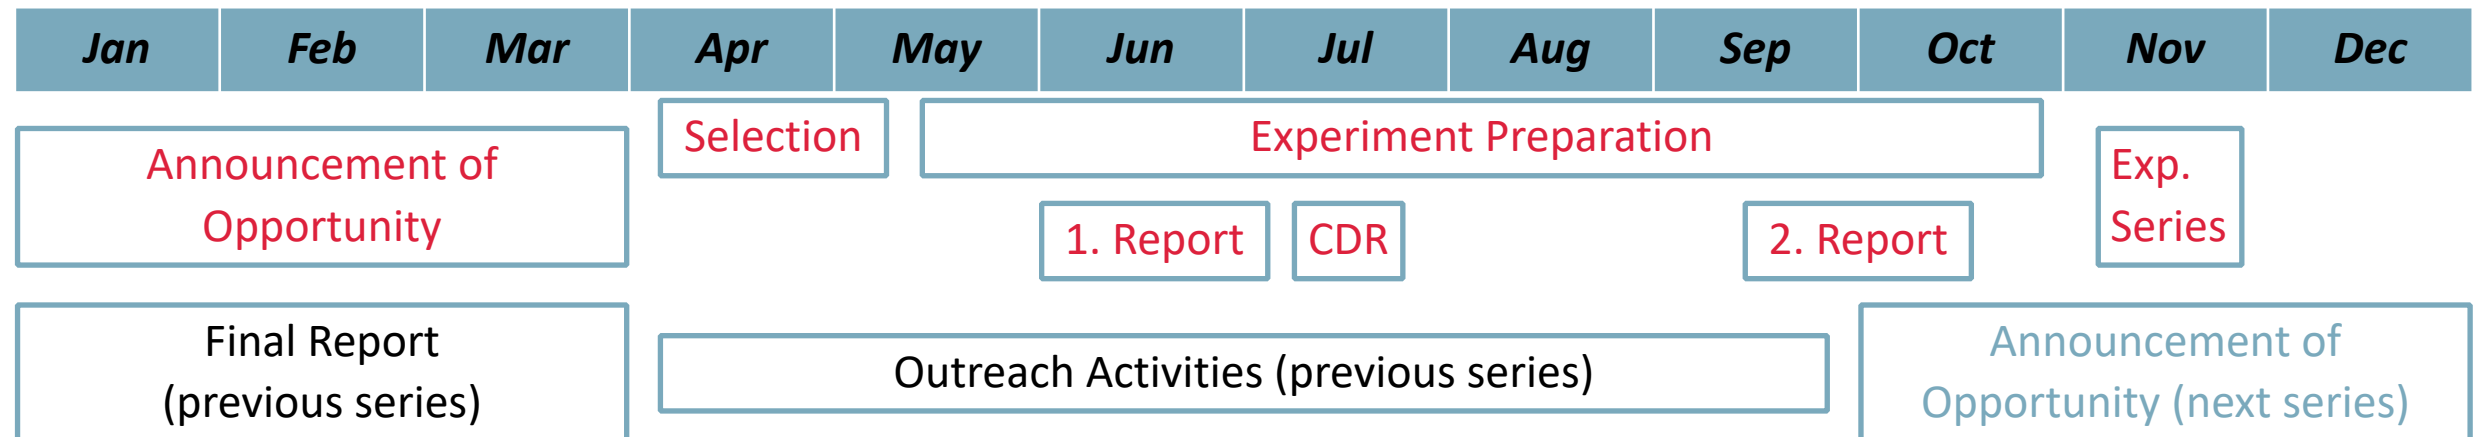 Jan Feb Mar Apr May Jun Jul Aug Sep Oct Nov Dec
Announcement of
Opportunity
Selection
Experiment Preparation
1. Report
CDR
2. Report
Exp.
Series
Final Report
(previous series)
Outreach Activities (previous series)
Announcement of
Opportunity (next series)